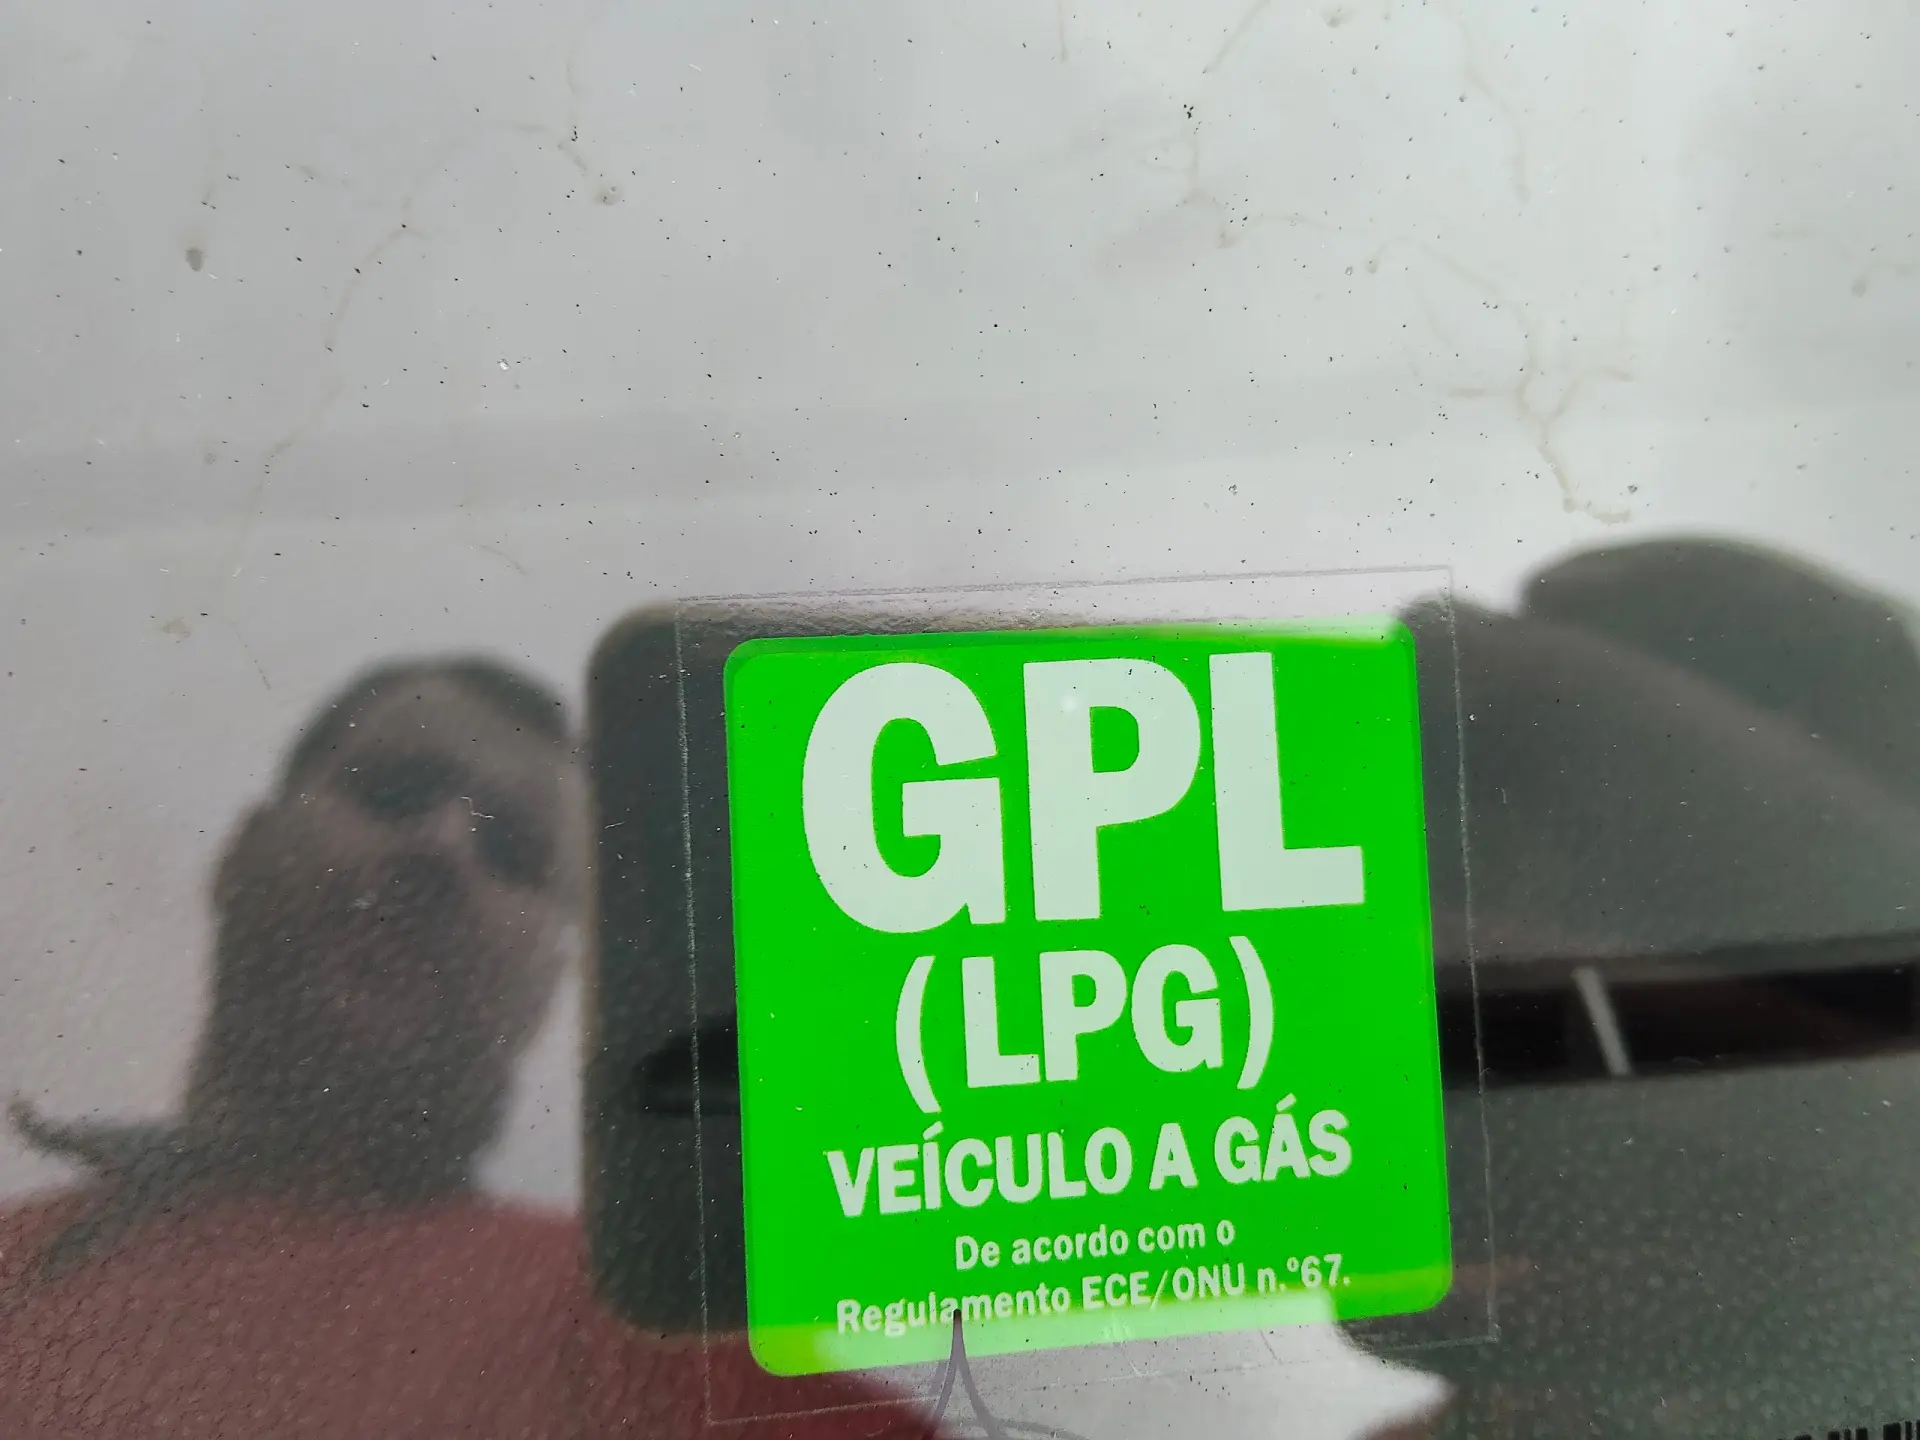 GPL
(LPG)
VEÍCULO A GÁS
De acordo com o
Regulamento ECE/ONU n.º67.